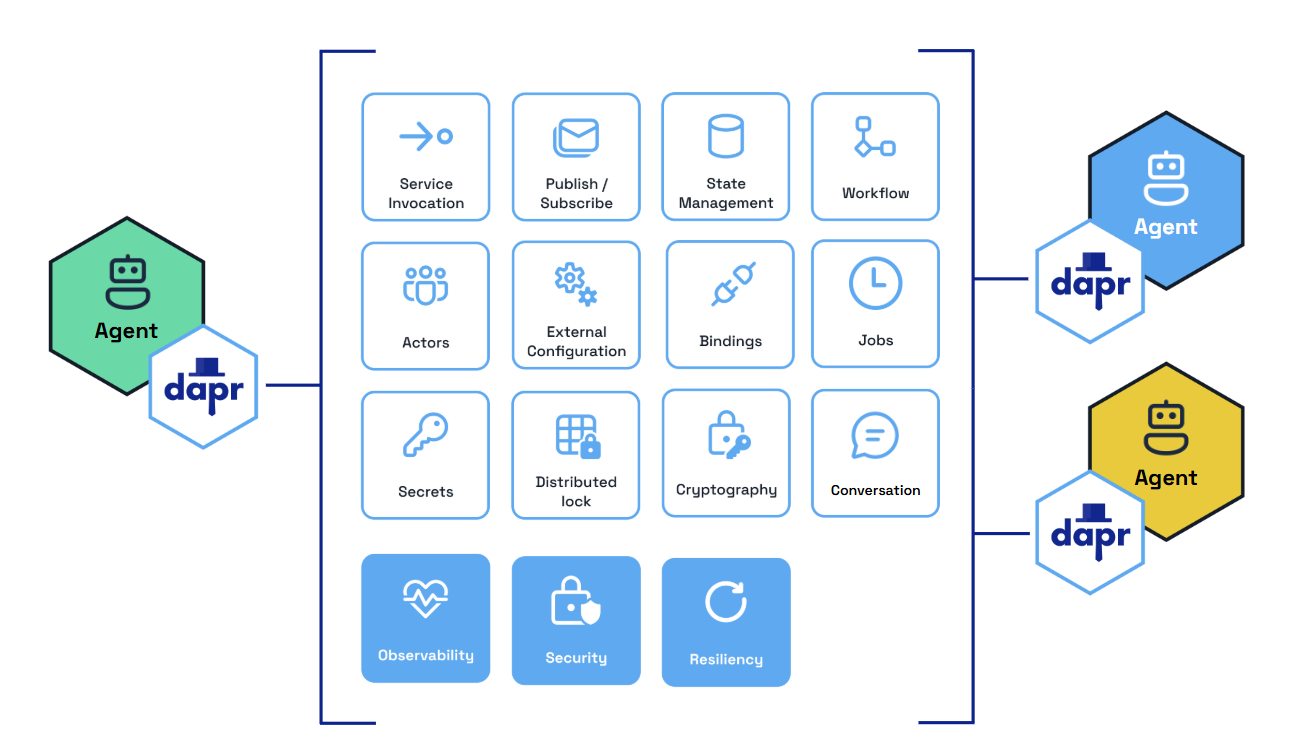 Service
Invocation
Publish /
Subscribe
State
Management
Workflow
Actors
External
Configuration
Bindings
Jobs
Secrets
Distributed
lock
Cryptography
Conversation
Observability
Security
Resiliency
Agent
dapr
Agent
dapr
Agent
dapr